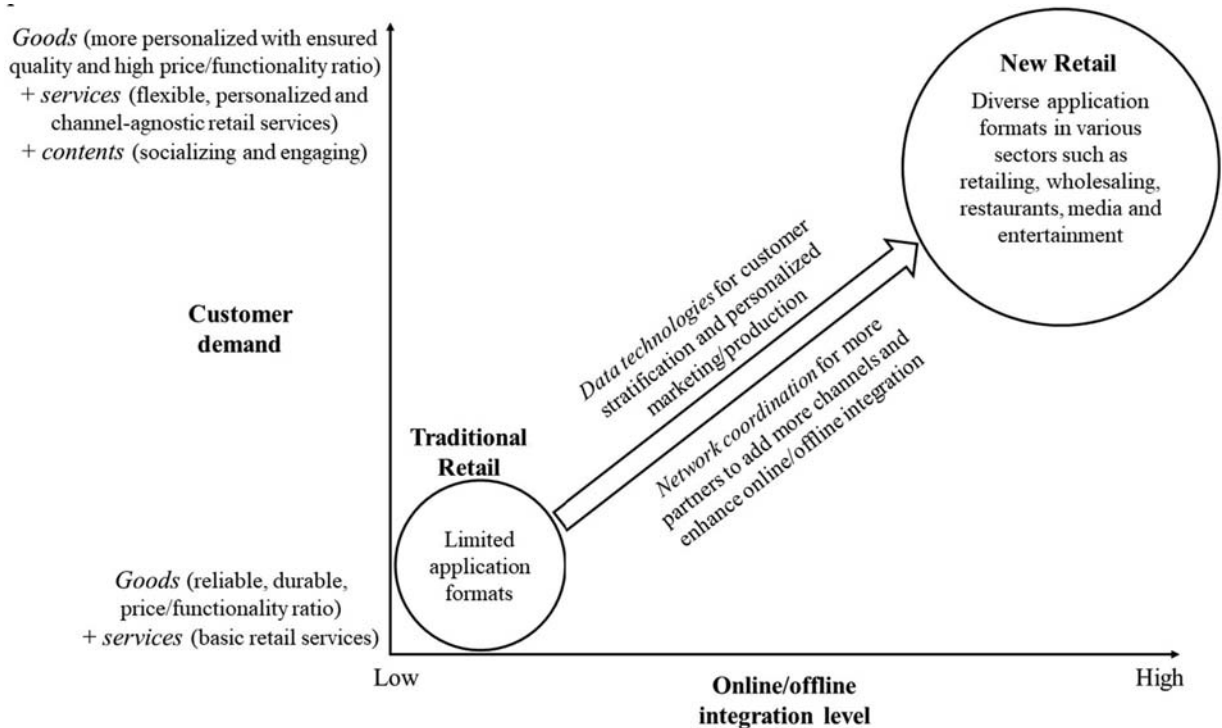 Goods (more personalized with ensured
quality and high price/functionality ratio)
+ services (flexible, personalized and
channel-agnostic retail services)
+ contents (socializing and engaging)
New Retail
Diverse application
formats in various
sectors such as
retailing, wholesaling,
restaurants, media and
entertainment
Customer
demand
Data technologies for customer
stratification and personalized
marketing/production
Network coordination for more
partners to add more channels and
enhance online/offline integration
Traditional
Retail
Limited
application
formats
Goods (reliable, durable,
price/functionality ratio)
+ services (basic retail services)
Low
Online/offline
integration level
High